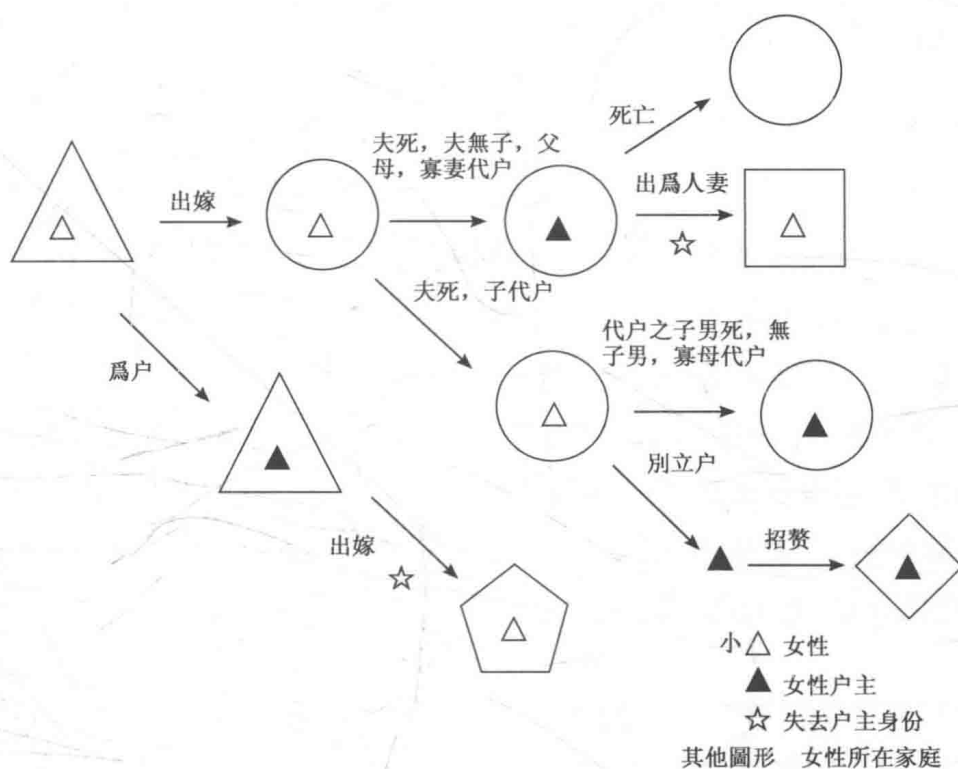 死亡
夫死，夫無子，父
母，寡妻代户
出嫁
出爲人妻
夫死，子代户
代户之子男死，無
子男，寡母代户
爲户
別立户
出嫁
招赘
小△ 女性
▲ 女性户主
☆ 失去户主身份
其他圖形 女性所在家庭